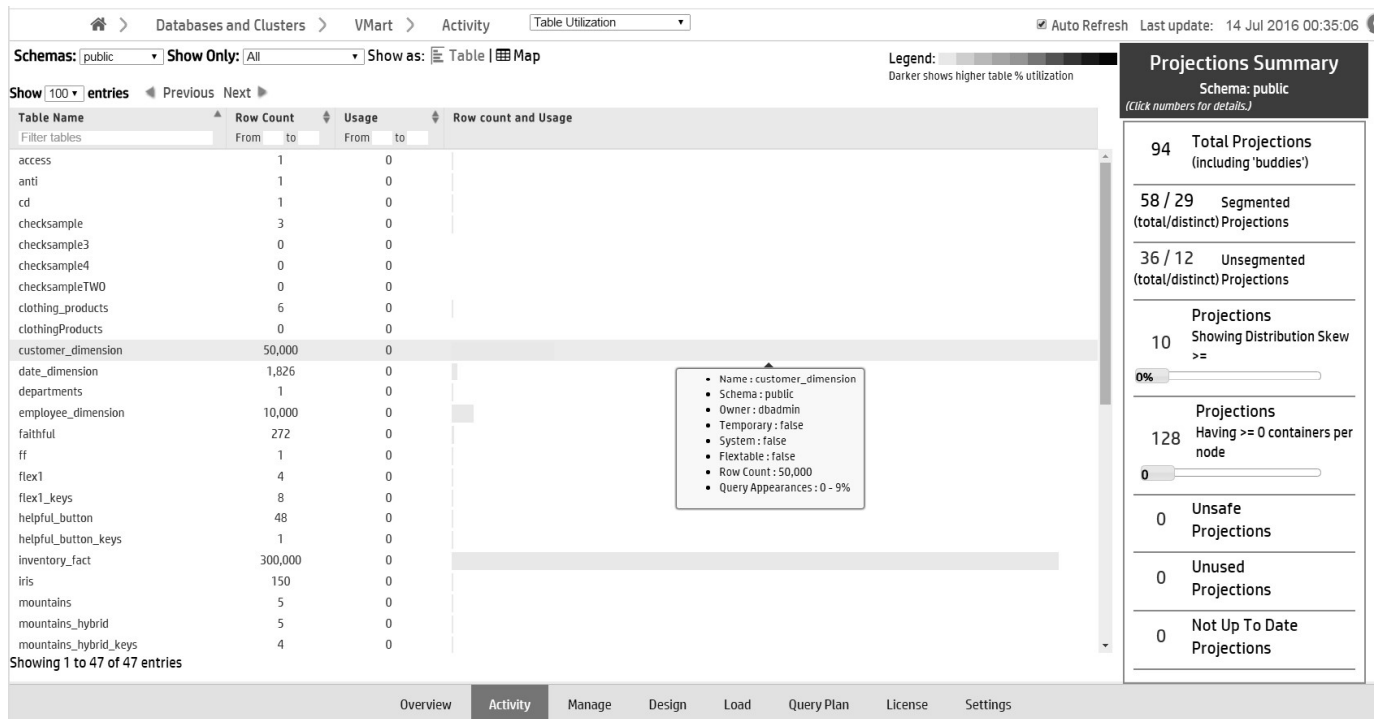 Databases and Clusters > VMart > Activity Table Utilization Auto Refresh Last update: 14 Jul 2016 00:35:06
Schemas: public Show Only: All Show as: Table | Map
Legend:
Darker shows higher table % utilization
Show 100 entries Previous Next
Table Name Row Count Usage Row count and Usage
Filter tables From to From to
access 1 0
anti 1 0
cd 1 0
checksample 3 0
checksample3 0 0
checksample4 0 0
checksampleTWO 0 0
clothing_products 6 0
clothingProducts 0 0
customer_dimension 50,000 0
date_dimension 1,826 0
departments 1 0
employee_dimension 10,000 0
faithful 272 0
ff 1 0
flex1 4 0
flex1_keys 8 0
helpful_button 48 0
helpful_button_keys 1 0
inventory_fact 300,000 0
iris 150 0
mountains 5 0
mountains_hybrid 5 0
mountains_hybrid_keys 4 0
Showing 1 to 47 of 47 entries
• Name : customer_dimension
• Schema : public
• Owner : dbadmin
• Temporary : false
• System : false
• Flextable : false
• Row Count : 50,000
• Query Appearances : 0 - 9%
Projections Summary
Schema: public
(Click numbers for details.)
94 Total Projections
(including 'buddies')
58 / 29 Segmented
(total/distinct) Projections
36 / 12 Unsegmented
(total/distinct) Projections
Projections
10 Showing Distribution Skew
>=
0%
Projections
128 Having >= 0 containers per
node
0
0 Unsafe
Projections
0 Unused
Projections
0 Not Up To Date
Projections
Overview Activity Manage Design Load Query Plan License Settings